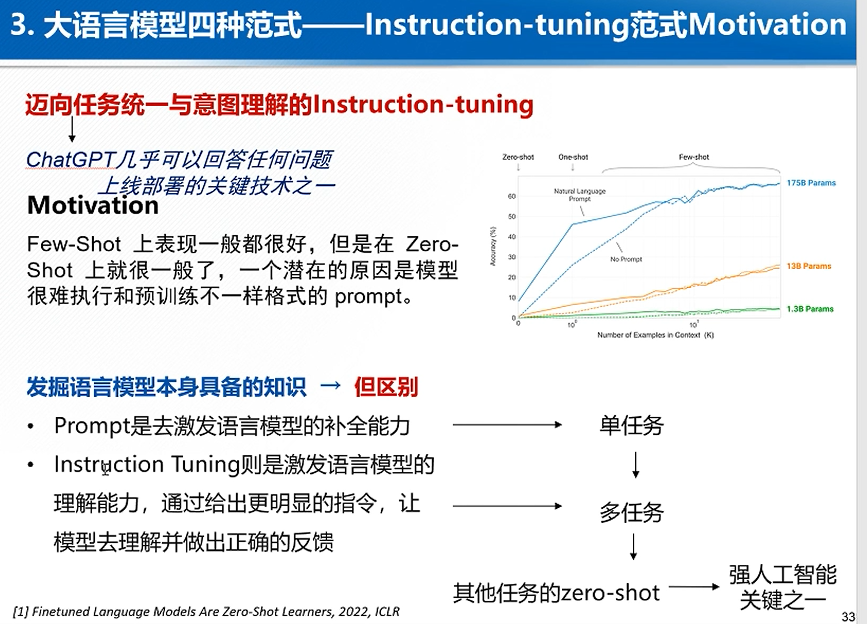 3. 大语言模型四种范式——Instruction-tuning范式Motivation
迈向任务统一与意图理解的Instruction-tuning
ChatGPT几乎可以回答任何问题
上线部署的关键技术之一
Motivation
Few-Shot 上表现一般都很好，但是在 Zero-
Shot 上就很一般了，一个潜在的原因是模型
很难执行和预训练不一样格式的 prompt。
Zero-shot
One-shot
Few-shot
175B Params
Natural Language
Prompt
No Prompt
13B Params
1.3B Params
Accuracy (%)
60
50
40
30
20
10
0
0
10⁰
10¹
Number of Examples in Context (K)
发掘语言模型本身具备的知识 → 但区别
• Prompt是去激发语言模型的补全能力
• Instruction Tuning则是激发语言模型的
理解能力，通过给出更明显的指令，让
模型去理解并做出正确的反馈
单任务
多任务
其他任务的zero-shot
强人工智能
关键之一
[1] Finetuned Language Models Are Zero-Shot Learners, 2022, ICLR
33